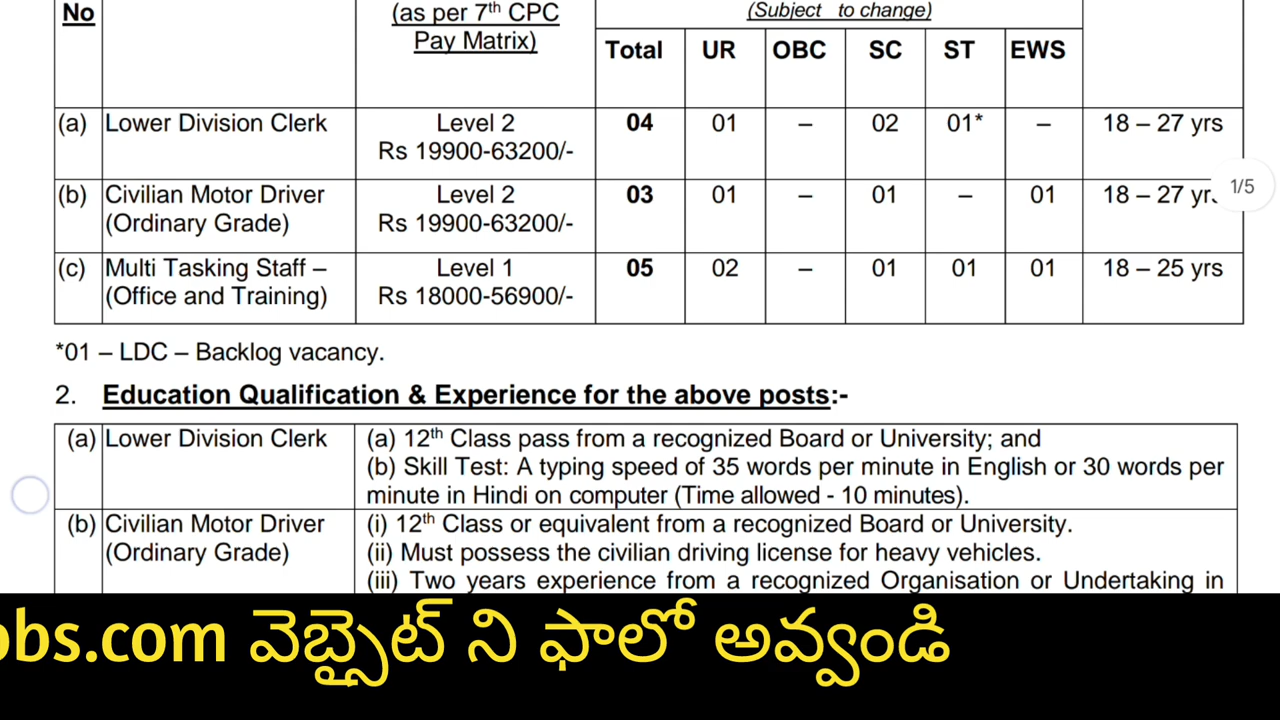 No (as per 7th CPC (Subject to change)
Pay Matrix) Total UR OBC SC ST EWS
(a) Lower Division Clerk Level 2 04 01 – 02 01* – 18 – 27 yrs
Rs 19900-63200/-
(b) Civilian Motor Driver Level 2 03 01 – 01 – 01 18 – 27
(Ordinary Grade) Rs 19900-63200/-
1/5
(c) Multi Tasking Staff – Level 1 05 02 – 01 01 01 18 – 25 yrs
(Office and Training) Rs 18000-56900/-
*01 – LDC – Backlog vacancy.
2. Education Qualification & Experience for the above posts:-
(a) Lower Division Clerk (a) 12th Class pass from a recognized Board or University; and
(b) Skill Test: A typing speed of 35 words per minute in English or 30 words per
minute in Hindi on computer (Time allowed - 10 minutes).
(b) Civilian Motor Driver (i) 12th Class or equivalent from a recognized Board or University.
(Ordinary Grade) (ii) Must possess the civilian driving license for heavy vehicles.
(iii) Two years experience from a recognized Organisation or Undertaking in
obs.com వెబ్సైట్ ని ఫాలో అవ్వండి